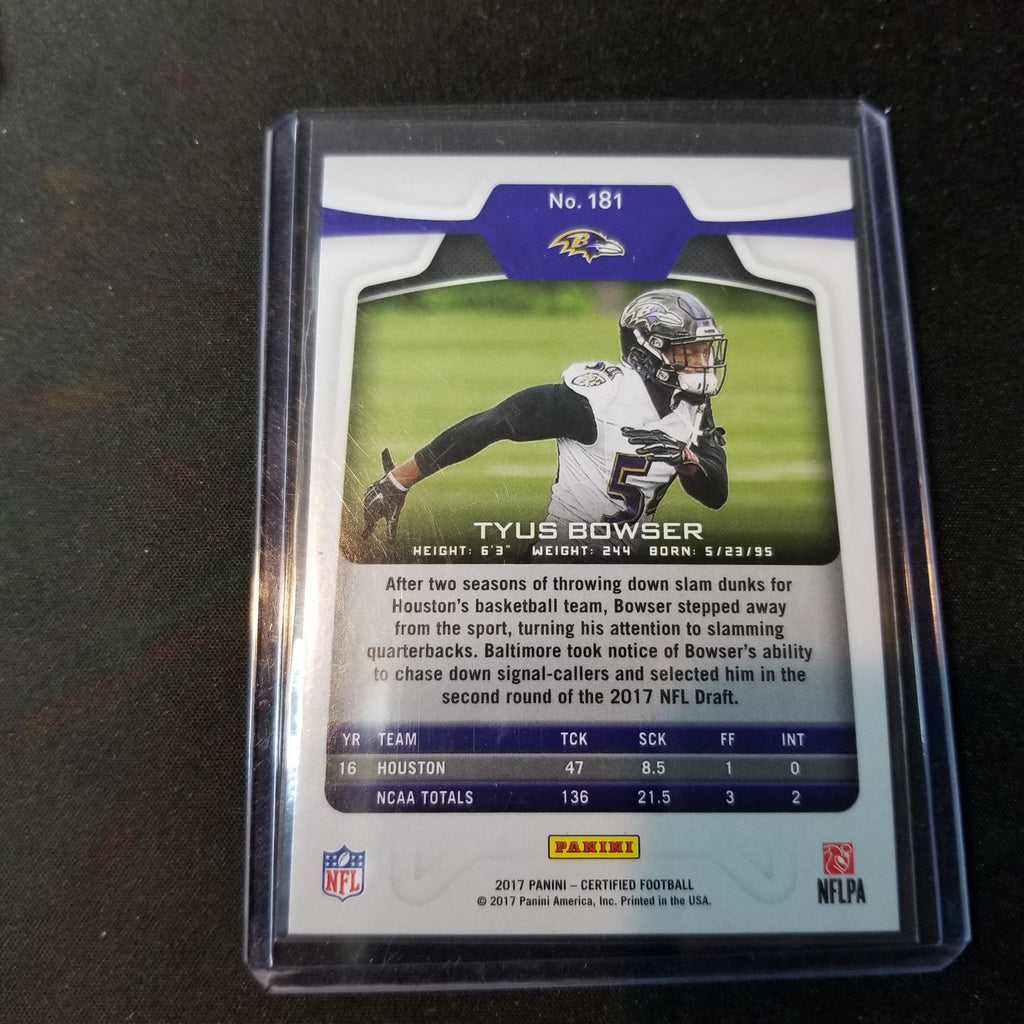 No. 181
B
B
5
TYUS BOWSER
HEIGHT: 6'3" WEIGHT: 244 BORN: 5/23/95
After two seasons of throwing down slam dunks for
Houston's basketball team, Bowser stepped away
from the sport, turning his attention to slamming
quarterbacks. Baltimore took notice of Bowser's ability
to chase down signal-callers and selected him in the
second round of the 2017 NFL Draft.
YR TEAM TCK SCK FF INT
16 HOUSTON 47 8.5 1 0
NCAA TOTALS 136 21.5 3 2
PANINI
NFL
NFLPA
2017 PANINI – CERTIFIED FOOTBALL
© 2017 Panini America, Inc. Printed in the USA.